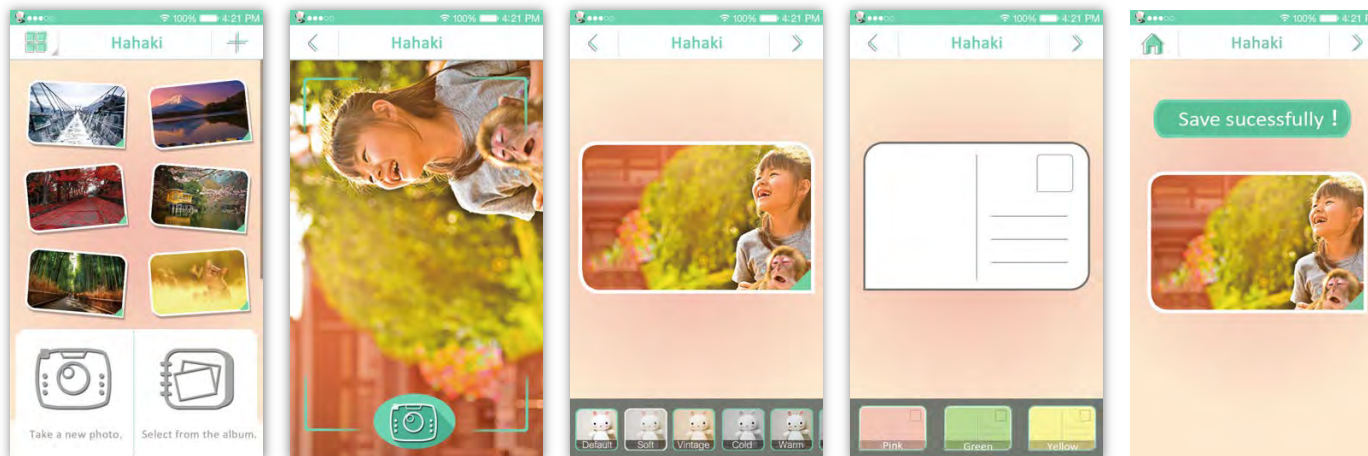 100% 4:21 PM
Hahaki
Take a new photo.
Select from the album.
100% 4:21 PM
Hahaki
100% 4:21 PM
Hahaki
Default
Soft
Vintage
Cold
Warm
100% 4:21 PM
Hahaki
Pink
Green
Yellow
100% 4:21 P
Hahaki
Save sucessfully !